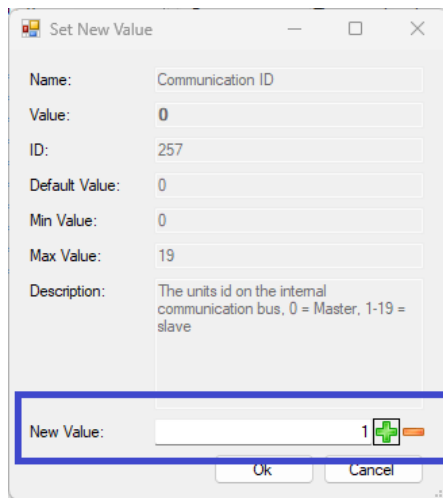 Set New Value
Name: Communication ID
Value: 0
ID: 257
Default Value: 0
Min Value: 0
Max Value: 19
Description: The units id on the internal
communication bus, 0 = Master, 1-19 =
slave
New Value: 1
Ok Cancel